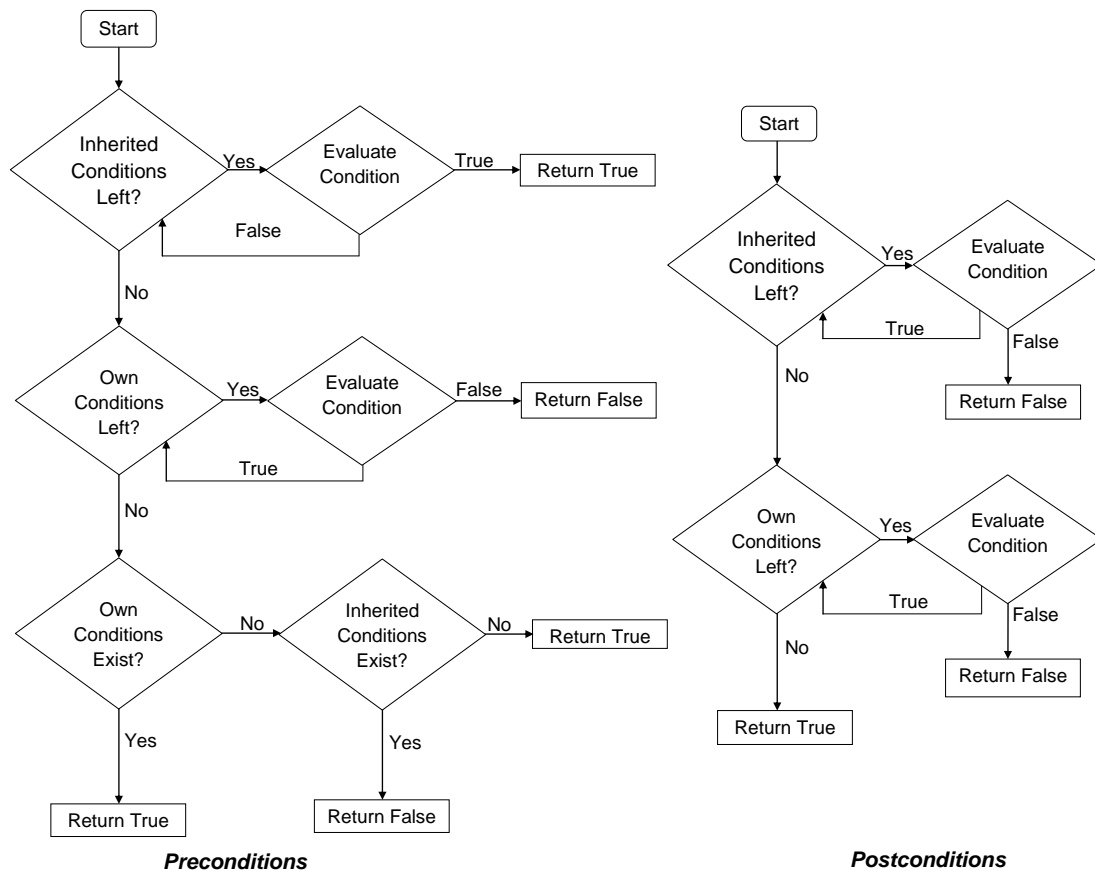 Start
Inherited
Conditions
Left?
Yes
Evaluate
Condition
True
Return True
False
No
Own
Conditions
Left?
Yes
Evaluate
Condition
False
Return False
True
No
Own
Conditions
Exist?
No
Inherited
Conditions
Exist?
No
Return True
Yes
Yes
Return True
Return False
Preconditions
Start
Inherited
Conditions
Left?
Yes
Evaluate
Condition
True
False
Return False
No
Own
Conditions
Left?
Yes
Evaluate
Condition
True
False
Return False
No
Return True
Postconditions